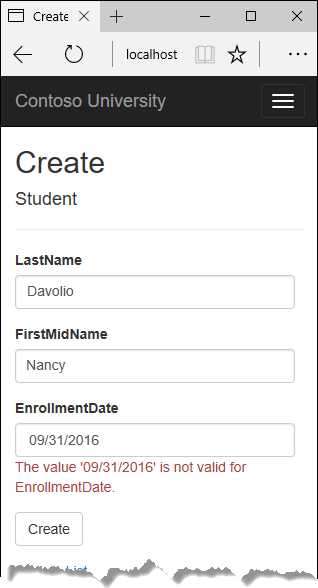 Create
localhost
Contoso University
Create
Student
LastName
Davolio
FirstMidName
Nancy
EnrollmentDate
09/31/2016
The value '09/31/2016' is not valid for
EnrollmentDate.
Create